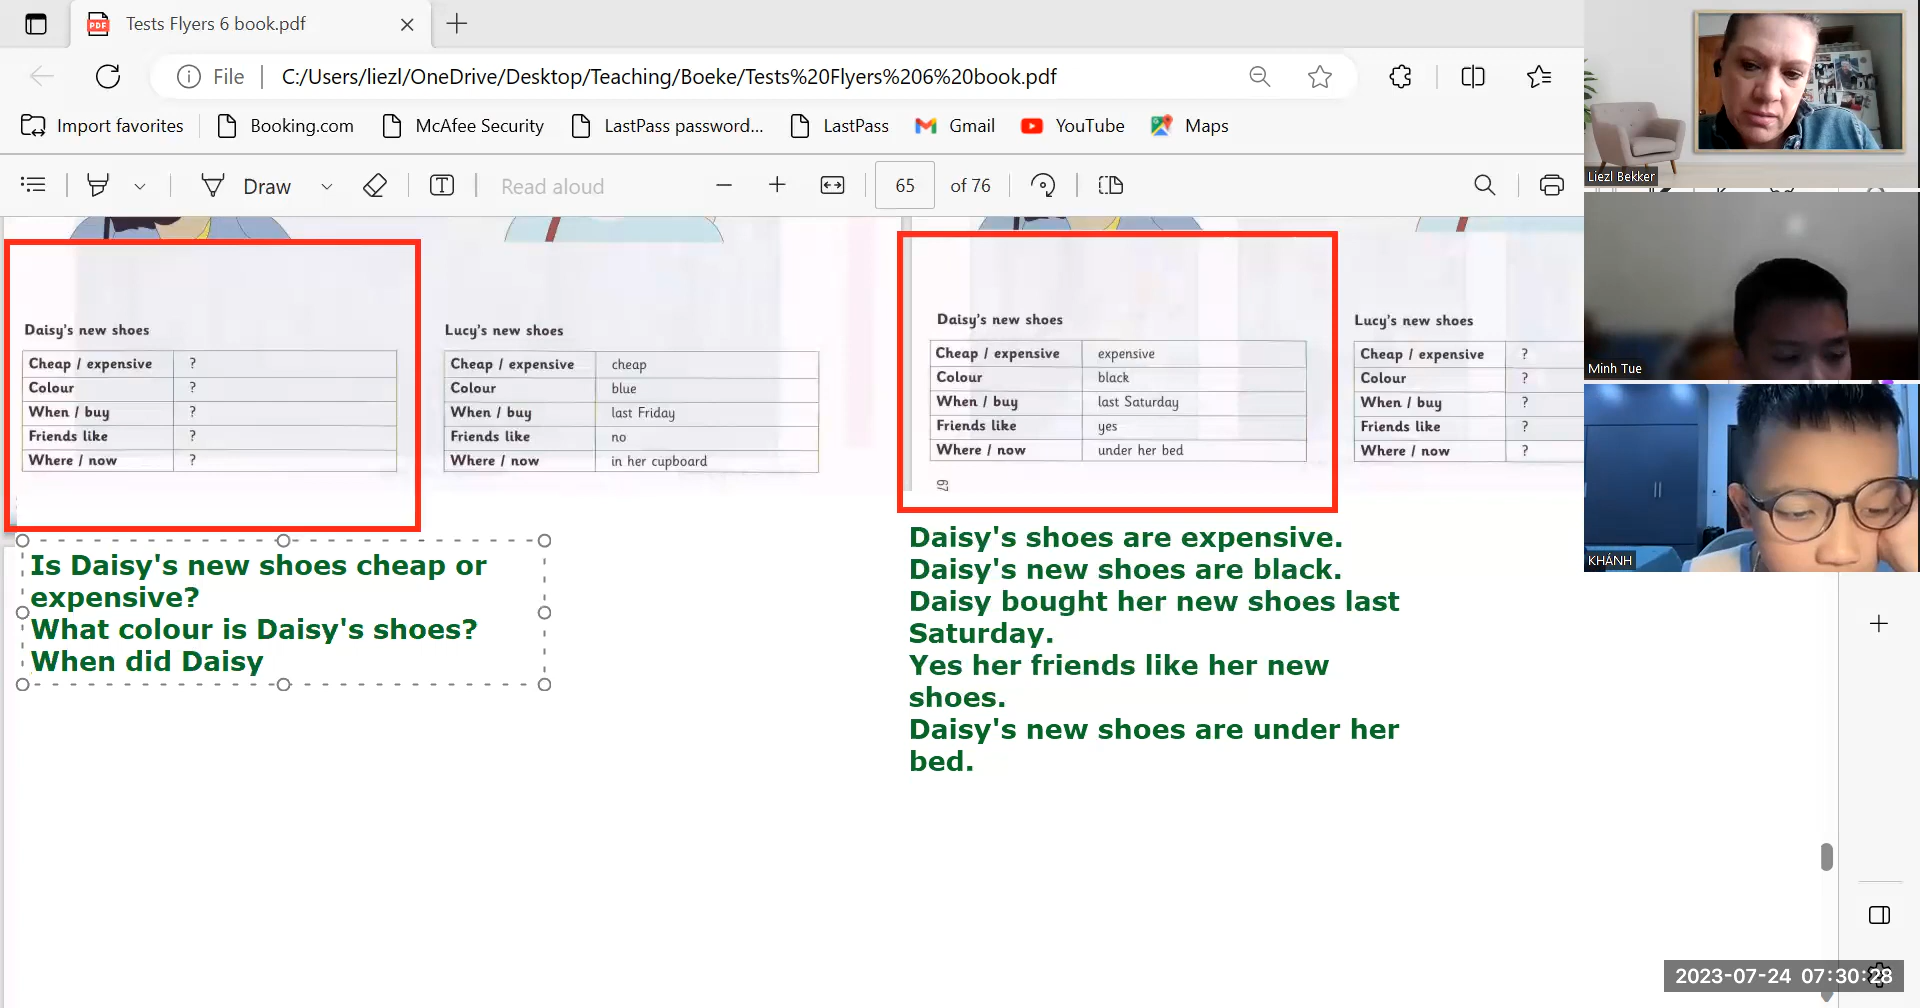 Tests Flyers 6 book.pdf
File
C:/Users/liezl/OneDrive/Desktop/Teaching/Boeke/Tests%20Flyers%206%20book.pdf
Import favorites
Booking.com
McAfee Security
LastPass password...
LastPass
Gmail
YouTube
Maps
Draw
Read aloud
65
of 76
Daisy's new shoes
Cheap / expensive ?
Colour ?
When / buy ?
Friends like ?
Where / now ?
Lucy's new shoes
Cheap / expensive cheap
Colour blue
When / buy last Friday
Friends like no
Where / now in her cupboard
Daisy's new shoes
Cheap / expensive expensive
Colour black
When / buy last Saturday
Friends like yes
Where / now under her bed
67
Lucy's new shoes
Cheap / expensive ?
Colour ?
When / buy ?
Friends like ?
Where / now ?
Is Daisy's new shoes cheap or
expensive?
What colour is Daisy's shoes?
When did Daisy
Daisy's shoes are expensive.
Daisy's new shoes are black.
Daisy bought her new shoes last
Saturday.
Yes her friends like her new
shoes.
Daisy's new shoes are under her
bed.
Liezl Bekker
Minh Tue
KHÁNH
2023-07-24 07:30:28